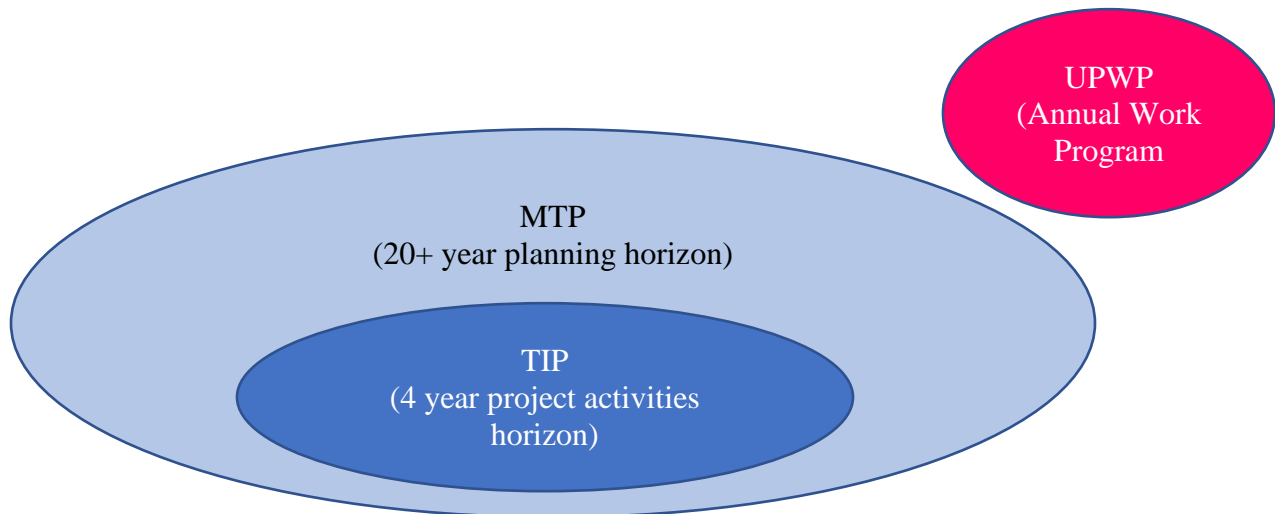 UPWP
(Annual Work
Program
MTP
(20+ year planning horizon)
TIP
(4 year project activities
horizon)